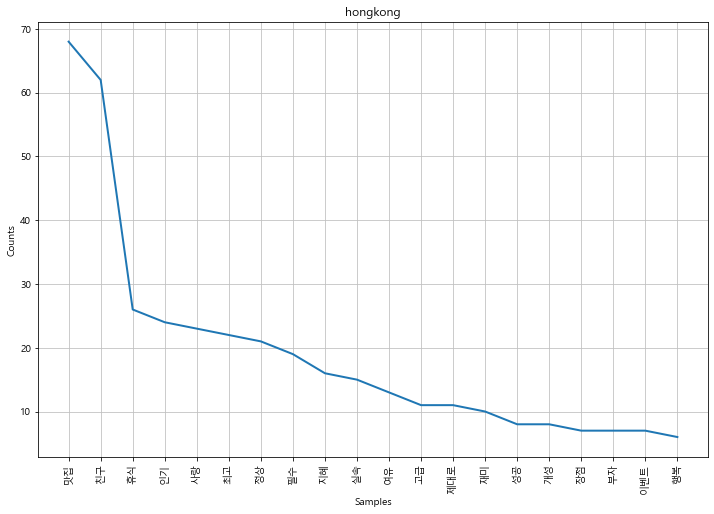 hongkong
70
60
50
40
30
20
10
Counts
맛집
친구
휴식
인기
사랑
최고
정상
필수
지혜
실속
여유
고급
제대로
재미
성공
개성
장점
부자
이벤트
행복
Samples